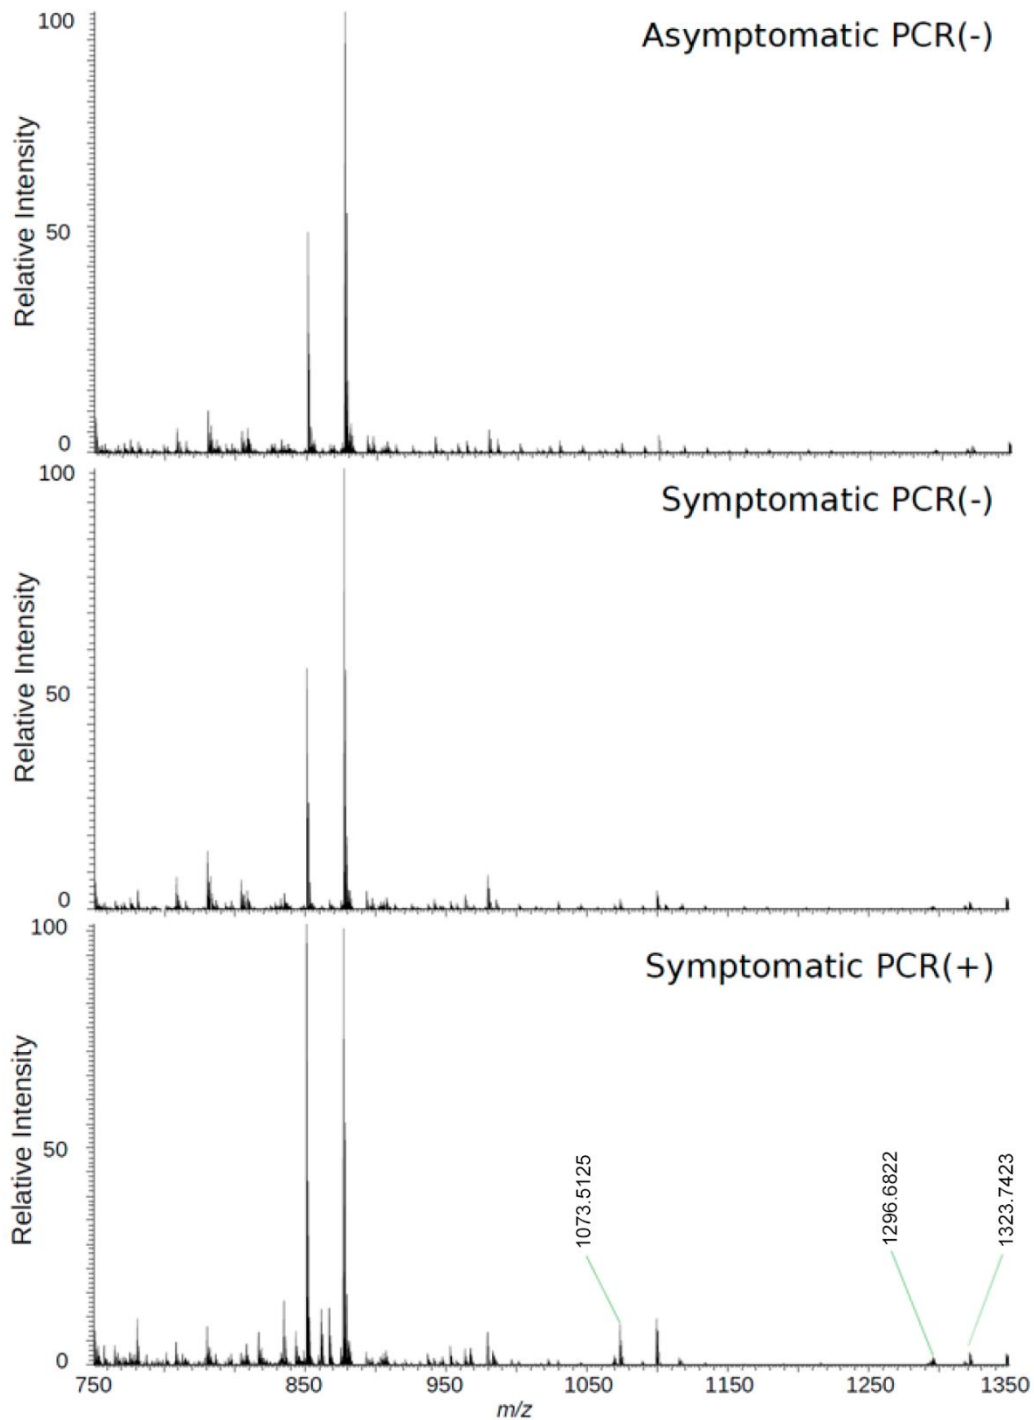 100
Asymptomatic PCR(-)
Relative Intensity
50
0
100
Symptomatic PCR(-)
Relative Intensity
50
0
100
Symptomatic PCR(+)
Relative Intensity
50
1073.5125
1296.6822
1323.7423
0
750 850 950 1050 1150 1250 1350
m/z